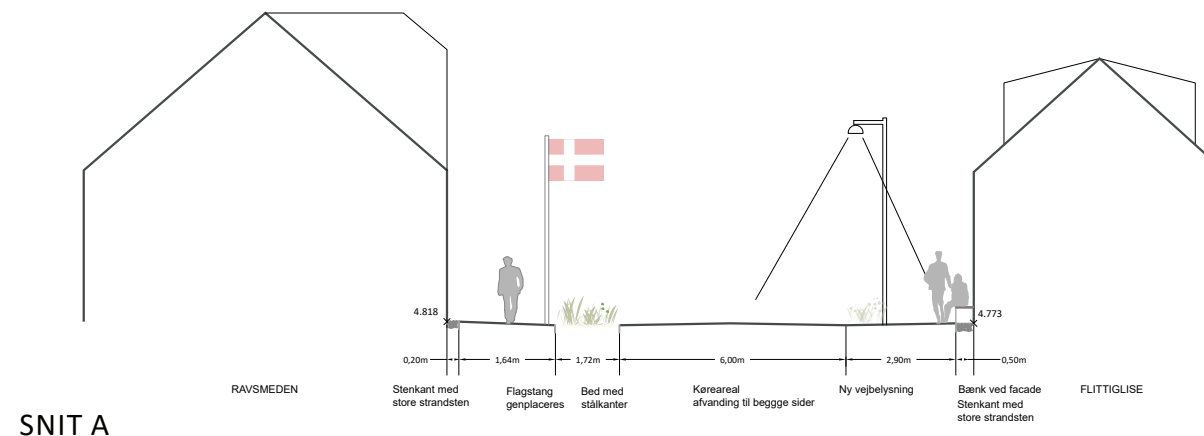 4.818
4.773
0,20m
1,64m
1,72m
6,00m
2,90m
0,50m
RAVSMEDEN
Stenkant med
store strandsten
Flagstang
genplaceres
Bed med
stålkanter
Køreareal
afvanding til beggge sider
Ny vejbelysning
Bænk ved facade
Stenkant med
store strandsten
FLITTIGLISE
SNIT A